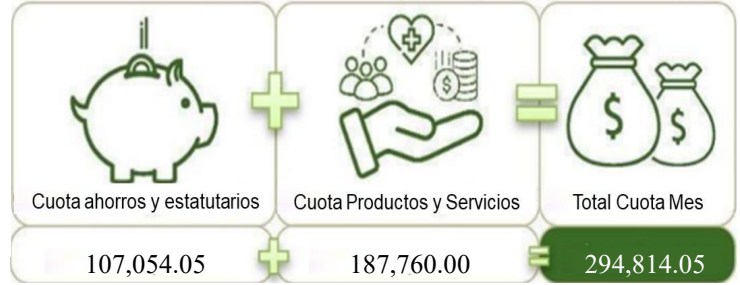 Cuota ahorros y estatutarios
Cuota Productos y Servicios
Total Cuota Mes
107,054.05
187,760.00
294,814.05